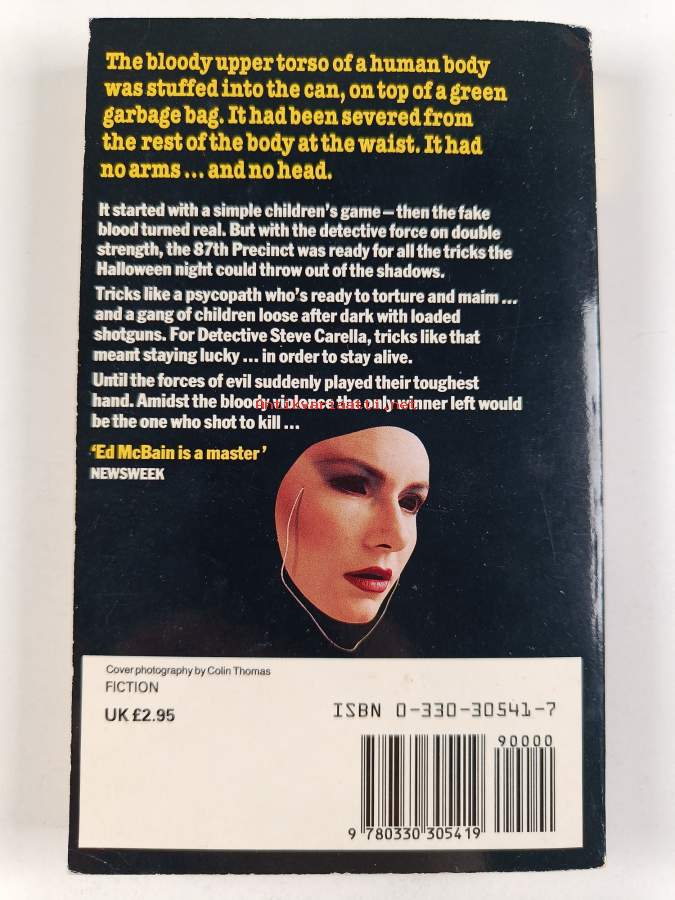 The bloody upper torso of a human body
was stuffed into the can, on top of a green
garbage bag. It had been severed from
the rest of the body at the waist. It had
no arms ... and no head.
It started with a simple children's game – then the fake
blood turned real. But with the detective force on double
strength, the 87th Precinct was ready for all the tricks the
Halloween night could throw out of the shadows.
Tricks like a psycopath who's ready to torture and maim ...
and a gang of children loose after dark with loaded
shotguns. For Detective Steve Carella, tricks like that
meant staying lucky ... in order to stay alive.
Until the forces of evil suddenly played their toughest
hand. Amidst the bloody violence the only winner left would
be the one who shot to kill ...
'Ed McBain is a master'
NEWSWEEK
Cover photography by Colin Thomas
FICTION
UK £2.95
ISBN 0-330-30541-7
90000
9 780330 305419